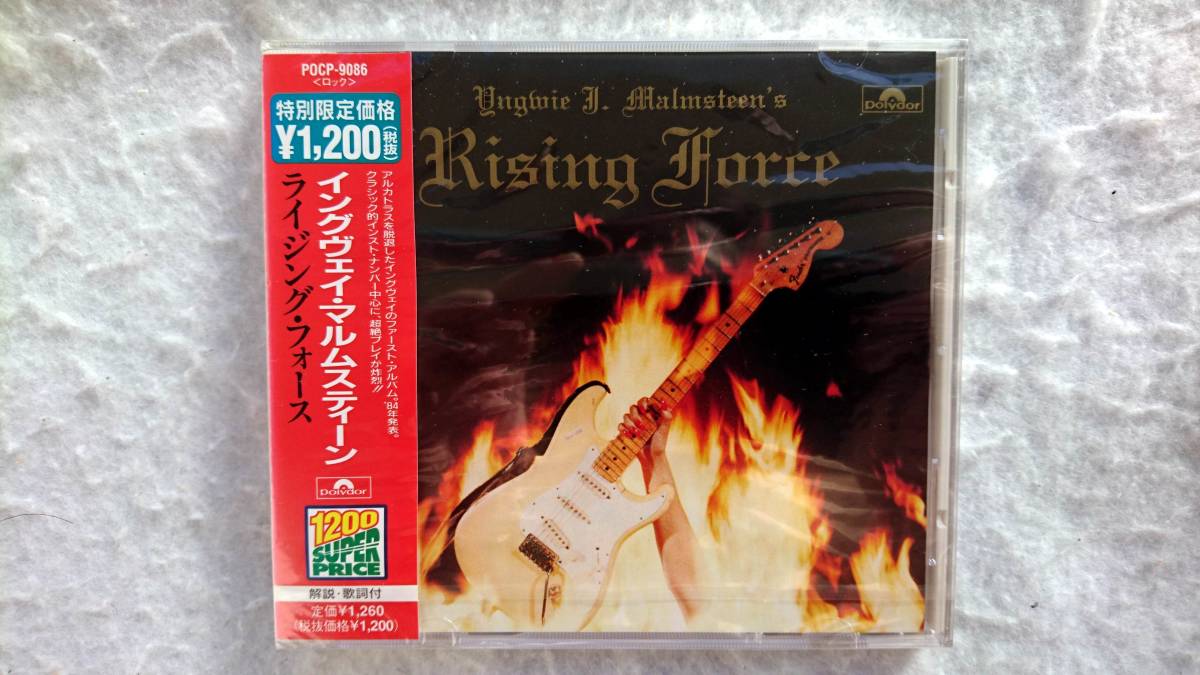 POCP-9086
<ロック>
特別限定価格
¥1,200(税抜)
アルカトラスを脱退したイングヴェイのファースト・アルバム。'84年発表。
クラシック的インスト・ナンバー中心に、超絶プレイが炸裂!!
イングヴェイ・マルムスティーン
ライジング・フォース
Polydor
1200
SUPER
PRICE
解説・歌詞付
定価¥1,260
(税抜価格¥1,200)
Yngwie J. Malmsteen's
Rising Force
Polydor
Fender